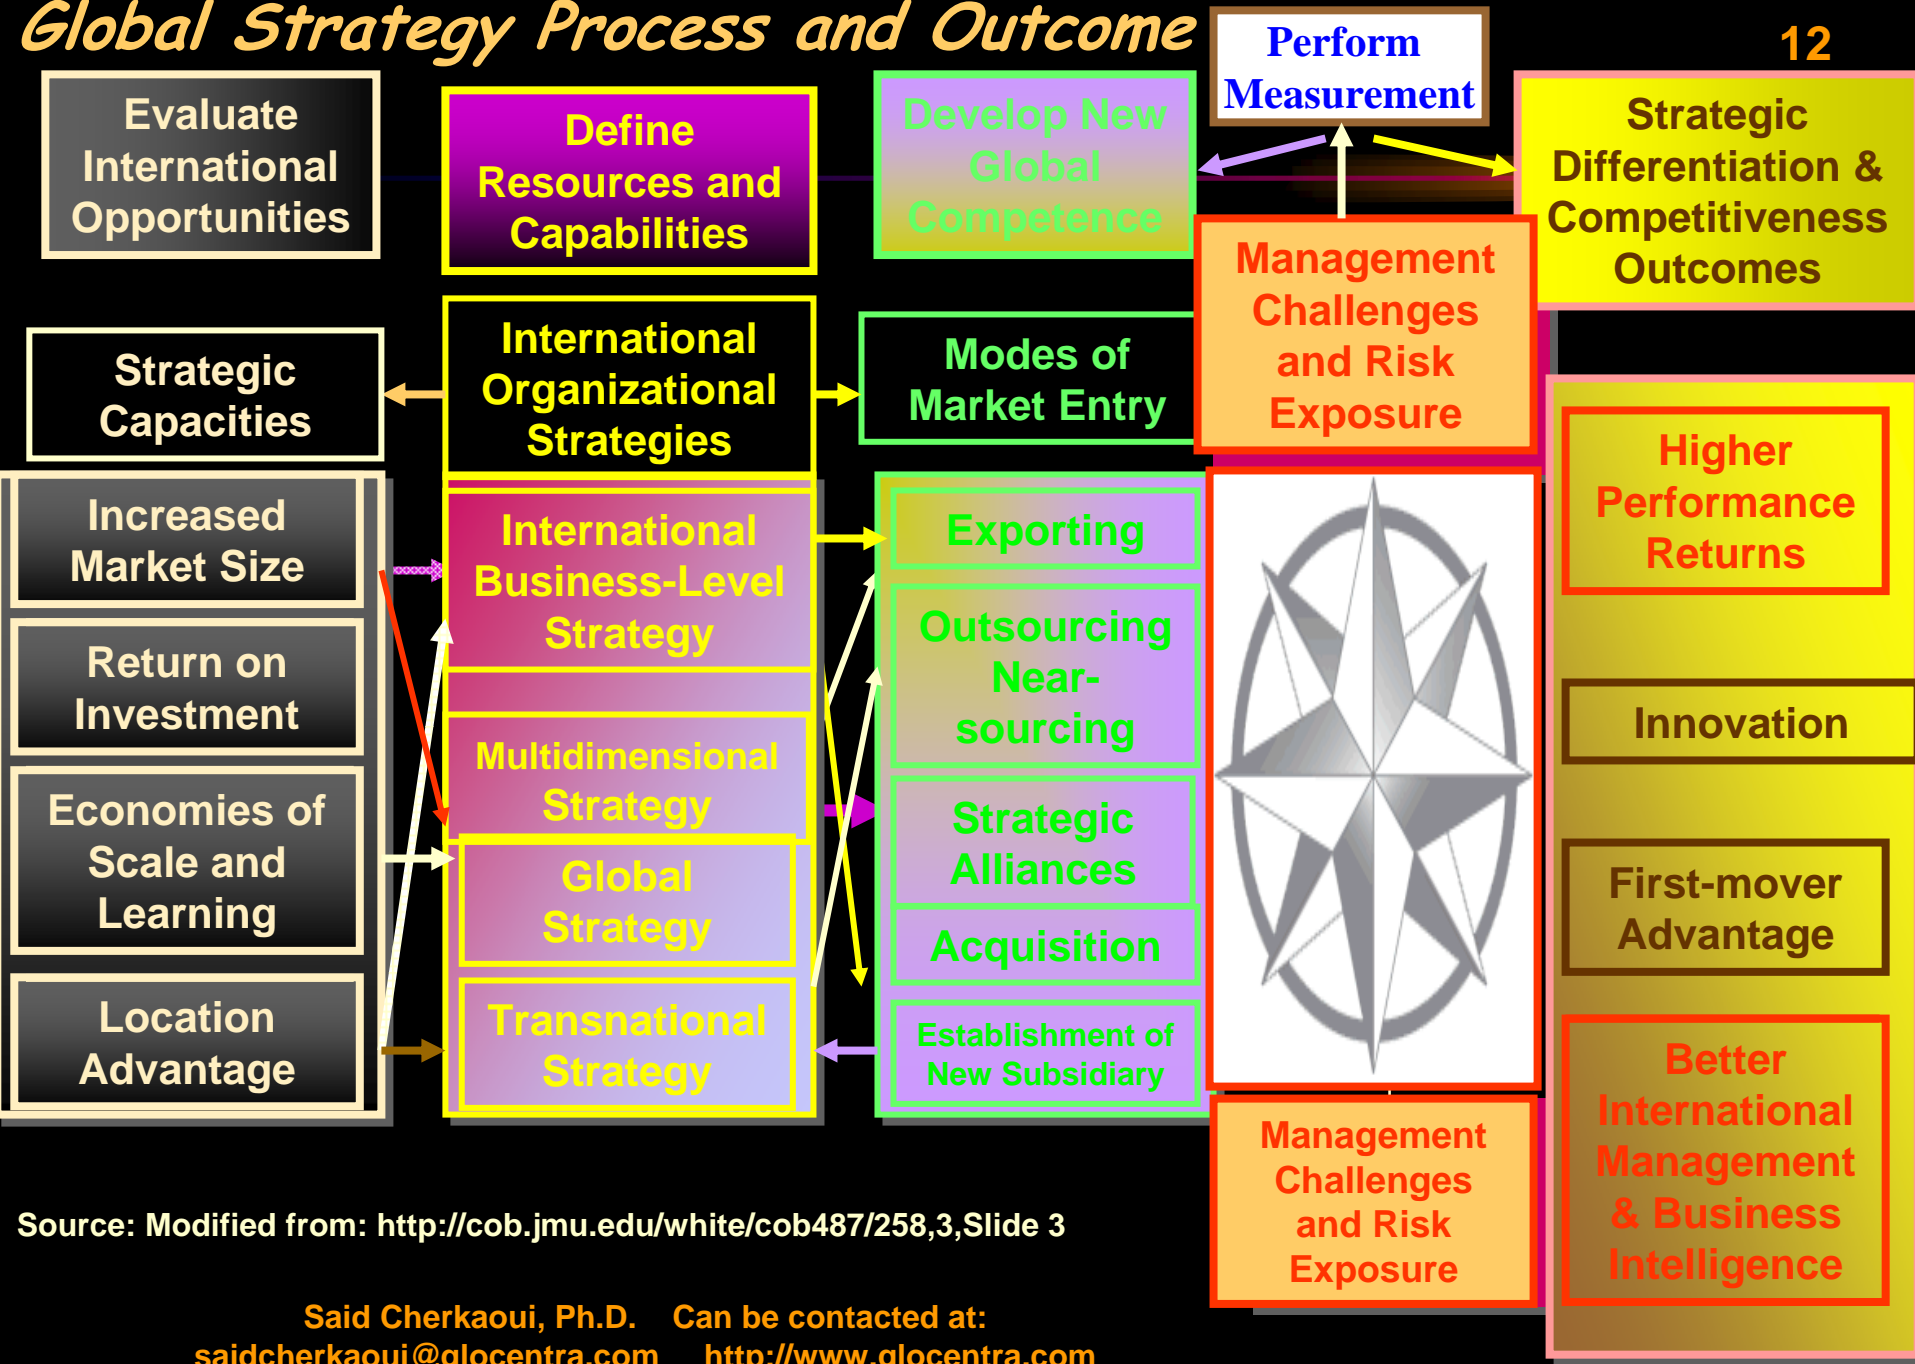 Global Strategy Process and Outcome
12
Evaluate
International
Opportunities
Define
Resources and
Capabilities
Develop New
Global
Competence
Perform
Measurement
Strategic
Differentiation &
Competitiveness
Outcomes
Strategic
Capacities
International
Organizational
Strategies
Modes of
Market Entry
Management
Challenges
and Risk
Exposure
Increased
Market Size
Return on
Investment
Economies of
Scale and
Learning
Location
Advantage
International
Business-Level
Strategy
Multidimensional
Strategy
Global
Strategy
Transnational
Strategy
Exporting
Outsourcing
Near-
sourcing
Strategic
Alliances
Acquisition
Establishment of
New Subsidiary
Management
Challenges
and Risk
Exposure
Higher
Performance
Returns
Innovation
First-mover
Advantage
Better
International
Management
& Business
Intelligence
Source: Modified from: http://cob.jmu.edu/white/cob487/258,3,Slide 3
Said Cherkaoui, Ph.D. Can be contacted at:
saidcherkaoui@glocentra.com http://www.glocentra.com